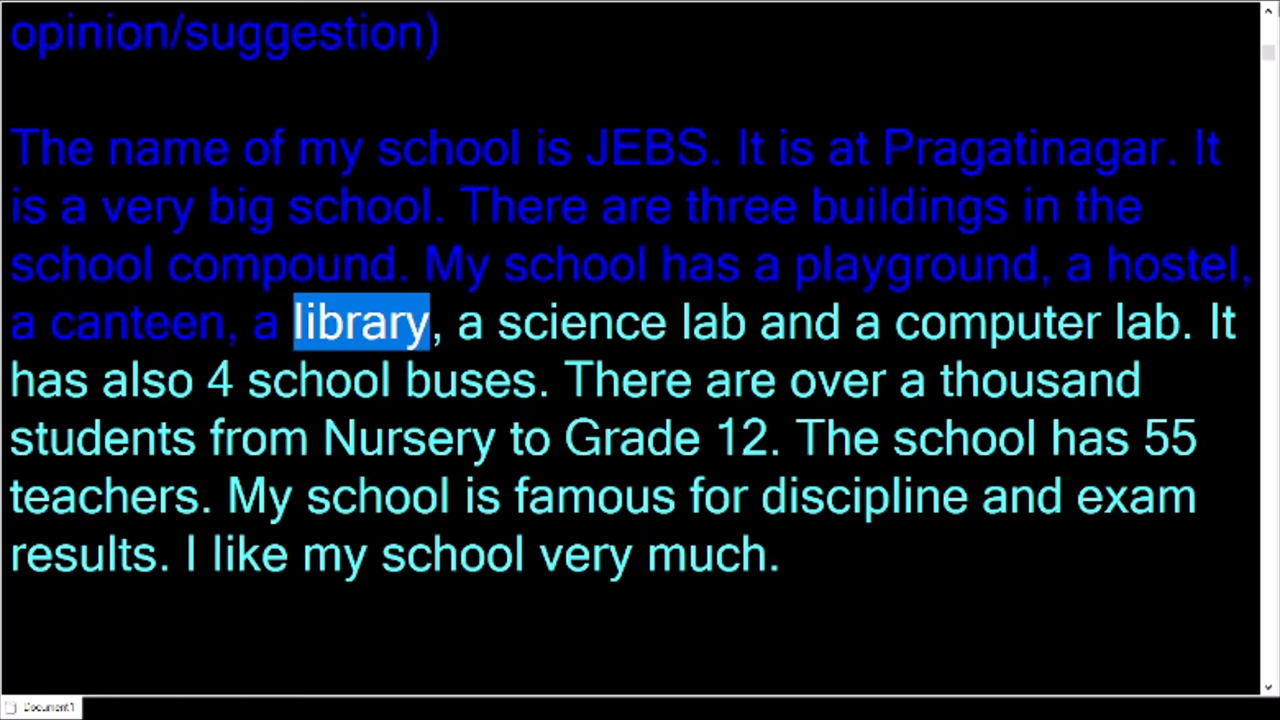 opinion/suggestion)
The name of my school is JEBS. It is at Pragatinagar. It
is a very big school. There are three buildings in the
school compound. My school has a playground, a hostel,
a canteen, a library, a science lab and a computer lab. It
has also 4 school buses. There are over a thousand
students from Nursery to Grade 12. The school has 55
teachers. My school is famous for discipline and exam
results. I like my school very much.
Document1